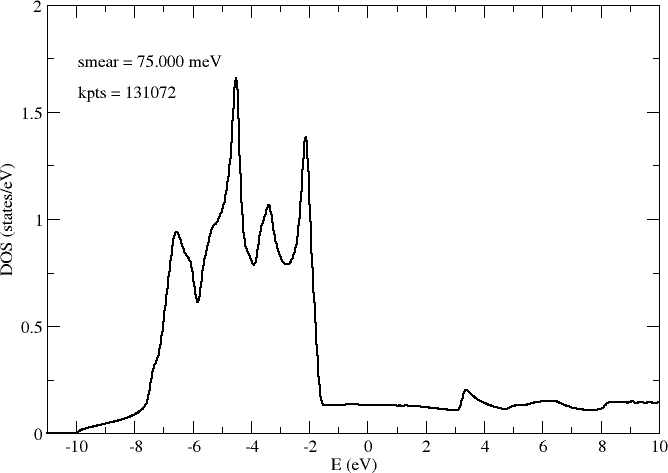 2
smear = 75.000 meV
kpts = 131072
1.5
DOS (states/eV)
1
0.5
0
-10 -8 -6 -4 -2 0 2 4 6 8 10
E (eV)